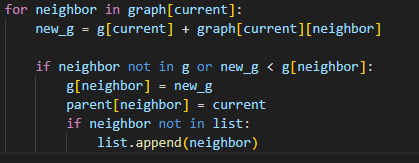 for neighbor in graph[current]:
    new_g = g[current] + graph[current][neighbor]

    if neighbor not in g or new_g < g[neighbor]:
        g[neighbor] = new_g
        parent[neighbor] = current
        if neighbor not in list:
            list.append(neighbor)